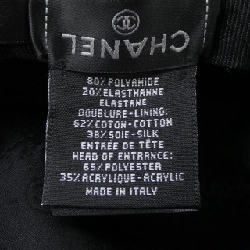 CHANEL
80% POLYAMIDE
20% ELASTHANNE
ELASTANE
DOUBLURE - LINING:
62% COTON - COTTON
38% SOIE - SILK
ENTRÉE DE TÊTE
HEAD OF ENTRANCE:
65% POLYESTER
35% ACRYLIQUE - ACRYLIC
MADE IN ITALY